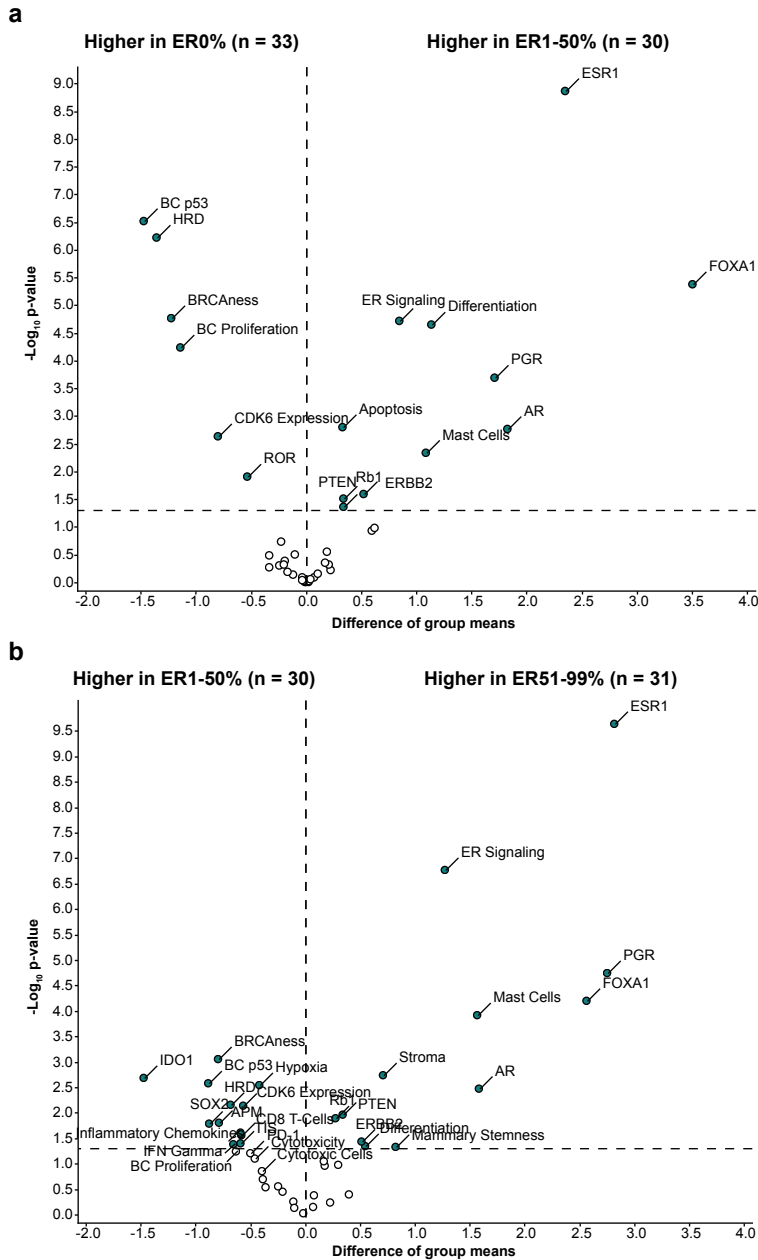 a
Higher in ER0% (n = 33) Higher in ER1-50% (n = 30)
9.0
8.5
8.0
7.5
7.0
6.5
6.0
5.5
5.0
4.5
4.0
3.5
3.0
2.5
2.0
1.5
1.0
0.5
0.0
-Log10 p-value
ESR1
BC p53
HRD
FOXA1
BRCAness
ER Signaling
Differentiation
BC Proliferation
PGR
CDK6 Expression
Apoptosis
AR
Mast Cells
ROR
PTEN
Rb1
ERBB2
-2.0 -1.5 -1.0 -0.5 0.0 0.5 1.0 1.5 2.0 2.5 3.0 3.5 4.0
Difference of group means
b
Higher in ER1-50% (n = 30) Higher in ER51-99% (n = 31)
9.5
9.0
8.5
8.0
7.5
7.0
6.5
6.0
5.5
5.0
4.5
4.0
3.5
3.0
2.5
2.0
1.5
1.0
0.5
0.0
-Log10 p-value
ESR1
ER Signaling
PGR
FOXA1
Mast Cells
BRCAness
IDO1
BC p53
Hypoxia
Stroma
AR
HRD
CDK6 Expression
SOX2
APM
Rb1
PTEN
CD8 T-Cells
TIS
ERBB2
Differentiation
Inflammatory Chemokines
PD-1
Mammary Stemness
IFN Gamma
Cytotoxicity
BC Proliferation
Cytotoxic Cells
-2.0 -1.5 -1.0 -0.5 0.0 0.5 1.0 1.5 2.0 2.5 3.0 3.5 4.0
Difference of group means